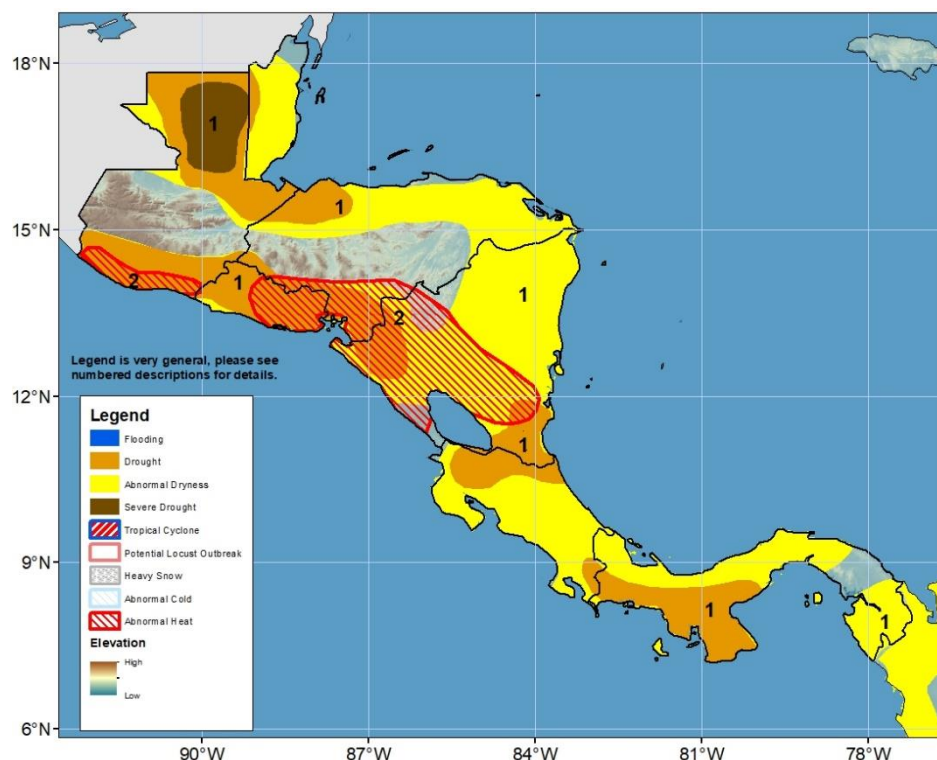 18°N
15°N
12°N
9°N
6°N
1
1
2
1
2
1
1
1
1
Legend is very general, please see
numbered descriptions for details.
Legend
Flooding
Drought
Abnormal Dryness
Severe Drought
Tropical Cyclone
Potential Locust Outbreak
Heavy Snow
Abnormal Cold
Abnormal Heat
Elevation
High
Low
90°W
87°W
84°W
81°W
78°W